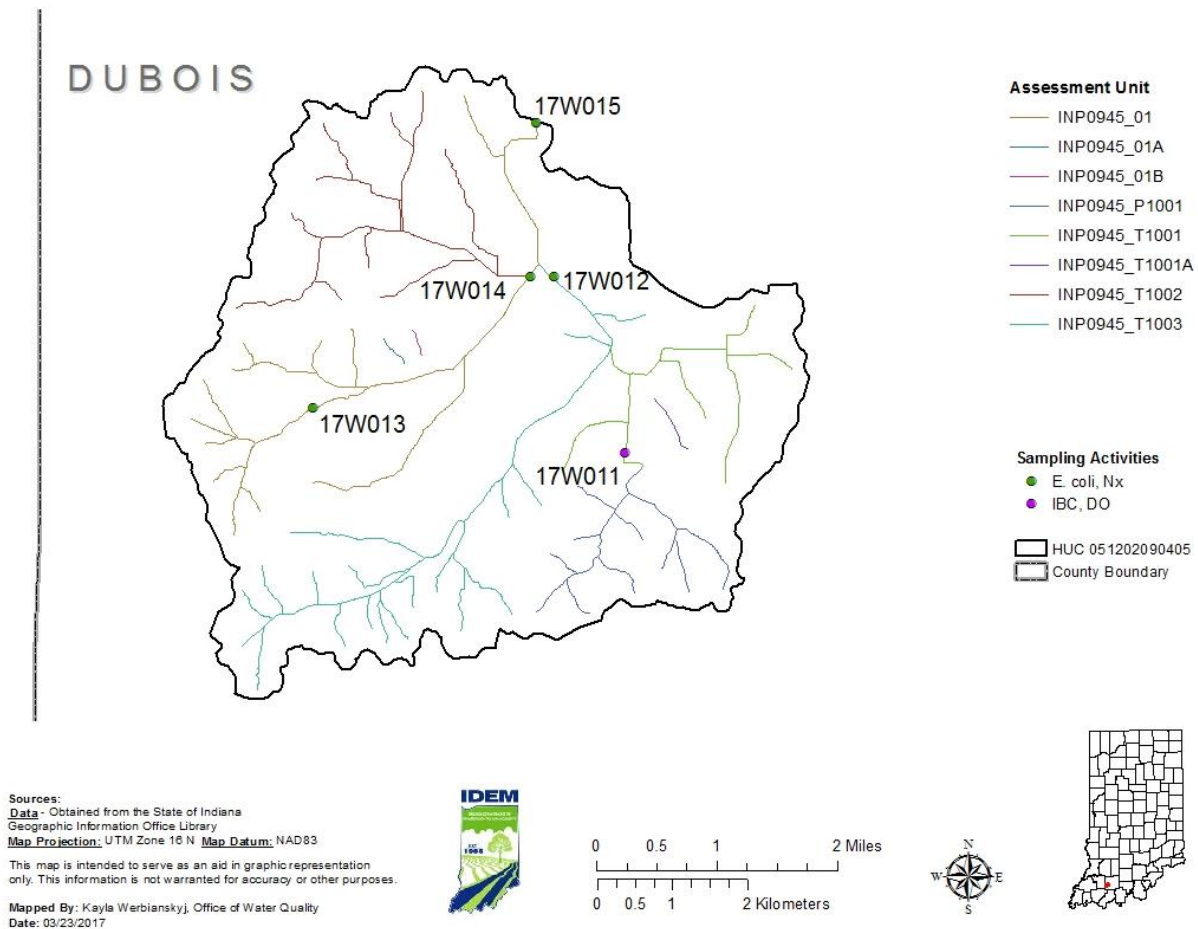 DUBOIS
17W015
17W014
17W012
17W013
17W011
Assessment Unit
INP0945_01
INP0945_01A
INP0945_01B
INP0945_P1001
INP0945_T1001
INP0945_T1001A
INP0945_T1002
INP0945_T1003
Sampling Activities
E. coli, Nx
IBC, DO
HUC 051202090405
County Boundary
Sources:
Data - Obtained from the State of Indiana
Geographic Information Office Library
Map Projection: UTM Zone 16 N Map Datum: NAD83
This map is intended to serve as an aid in graphic representation
only. This information is not warranted for accuracy or other purposes.
Mapped By: Kayla Werbianskyj, Office of Water Quality
Date: 03/23/2017
IDEM
0 0.5 1 2 Miles
0 0.5 1 2 Kilometers
N
W E
S